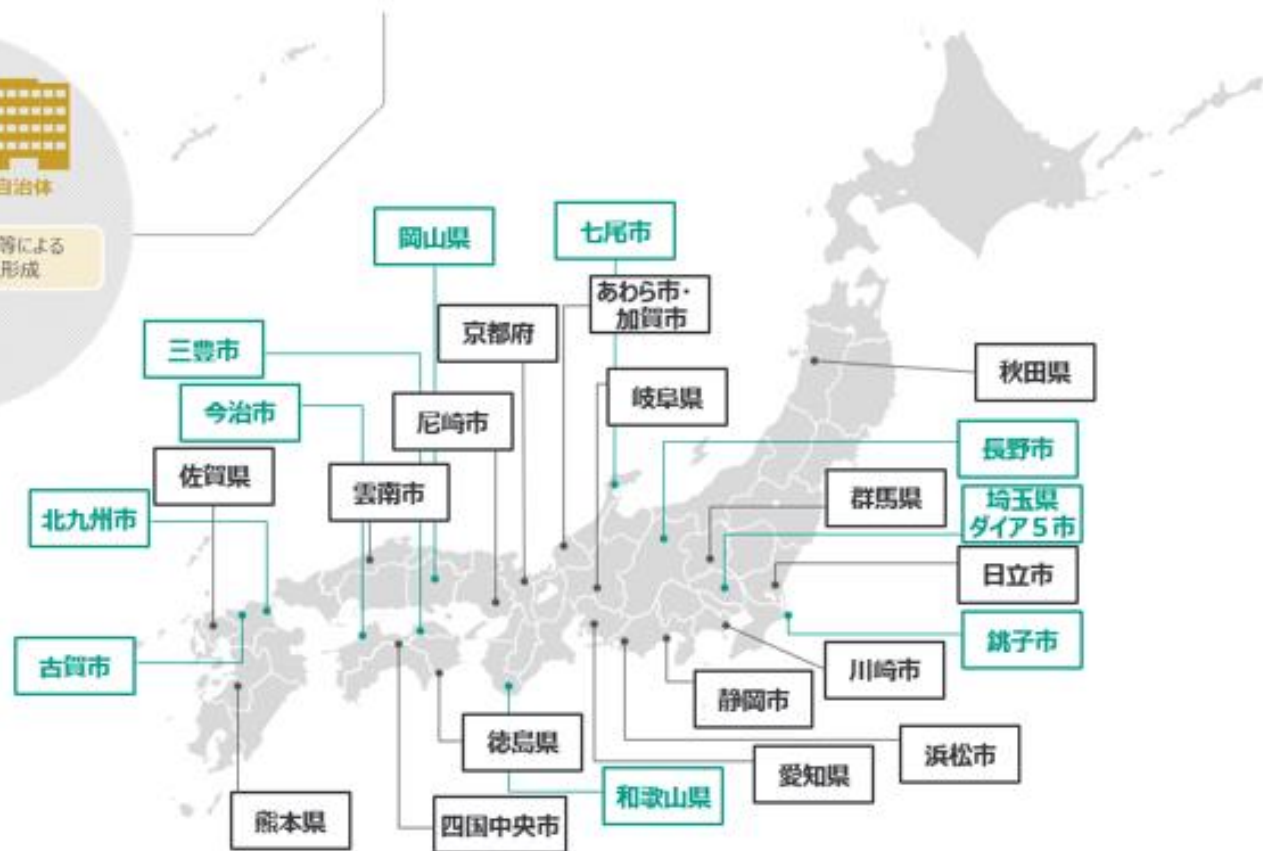 自治体
等による
形成
岡山県
七尾市
あわら市・
加賀市
京都府
三豊市
岐阜県
秋田県
今治市
尼崎市
長野市
佐賀県
雲南市
群馬県
埼玉県
ダイア5市
北九州市
日立市
銚子市
古賀市
川崎市
静岡市
徳島県
浜松市
愛知県
和歌山県
熊本県
四国中央市